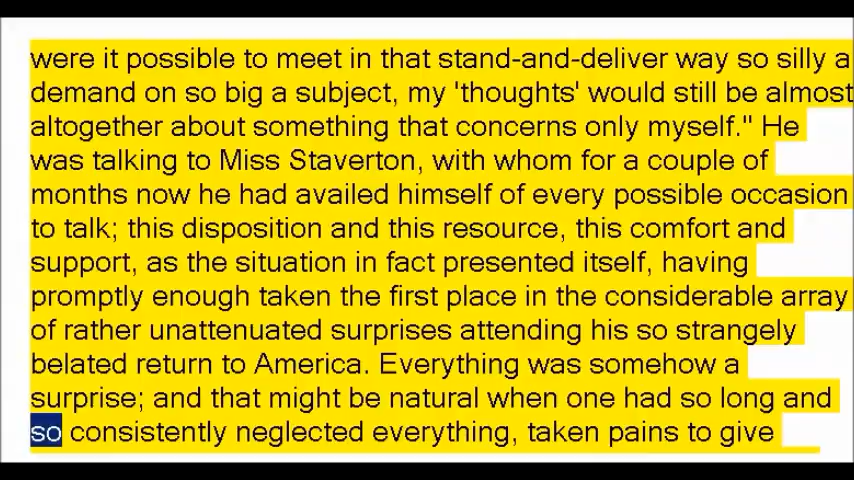 were it possible to meet in that stand-and-deliver way so silly a
demand on so big a subject, my 'thoughts' would still be almost
altogether about something that concerns only myself." He
was talking to Miss Staverton, with whom for a couple of
months now he had availed himself of every possible occasion
to talk; this disposition and this resource, this comfort and
support, as the situation in fact presented itself, having
promptly enough taken the first place in the considerable array
of rather unattenuated surprises attending his so strangely
belated return to America. Everything was somehow a
surprise; and that might be natural when one had so long and
so consistently neglected everything, taken pains to give